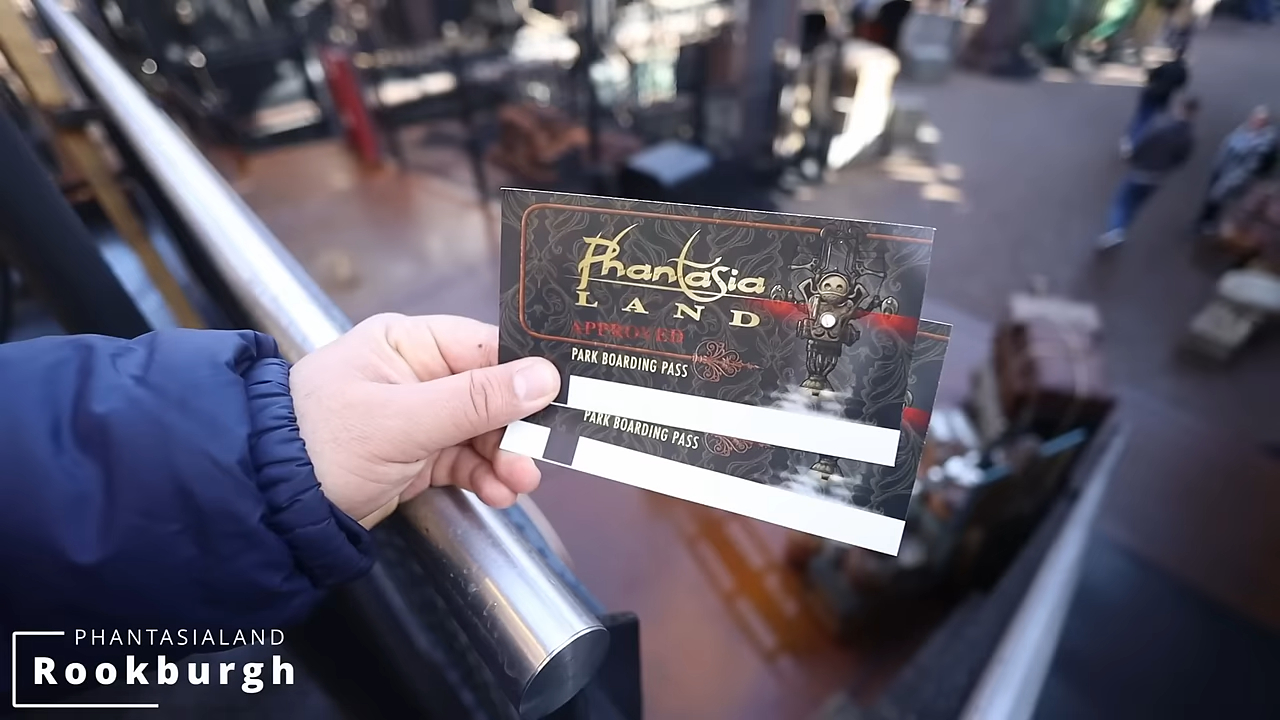 Phantasia
LAND
APPROVED
PARK BOARDING PASS
PARK BOARDING PASS
PHANTASIALAND
Rookburgh